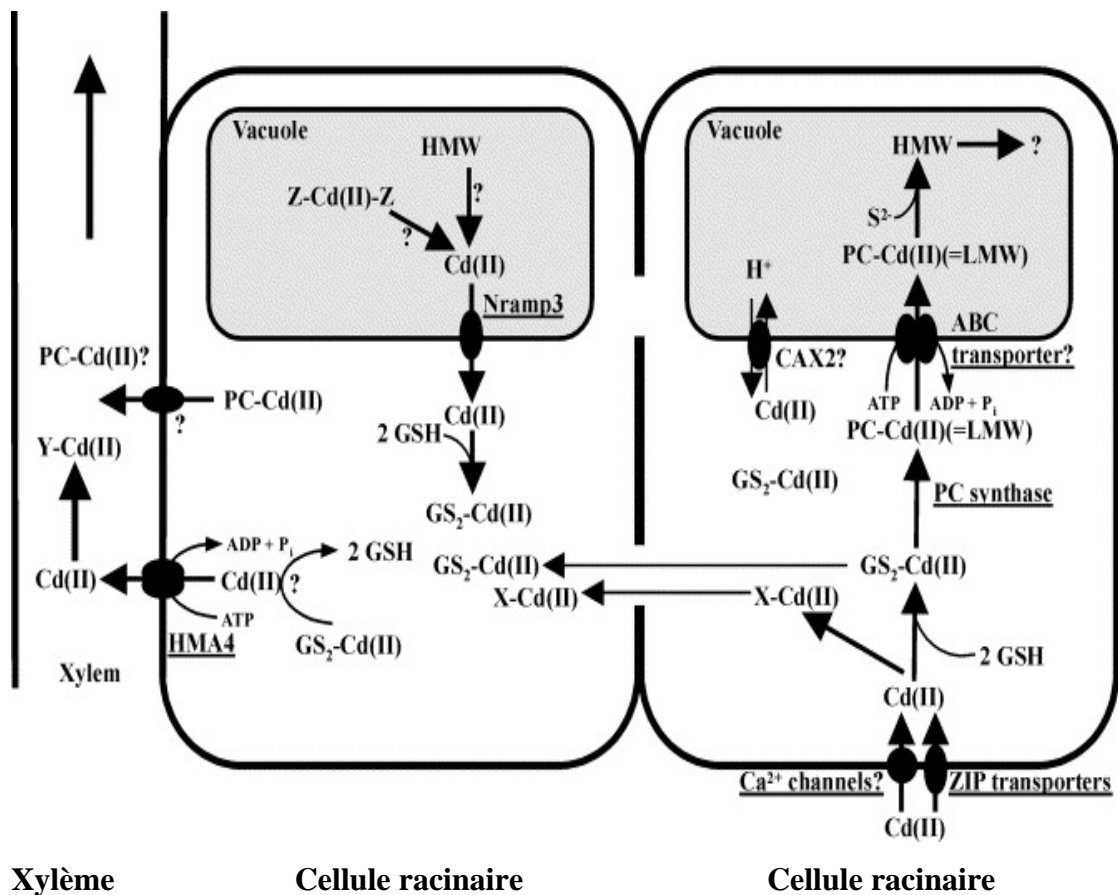 Vacuole
HMW
?
Z-Cd(II)-Z
?
Cd(II)
Nramp3
Cd(II)
2 GSH
GS₂-Cd(II)
GS₂-Cd(II)
X-Cd(II)
PC-Cd(II)?
PC-Cd(II)
?
Y-Cd(II)
ADP + Pi
2 GSH
Cd(II)
Cd(II)?
ATP
GS₂-Cd(II)
HMA4
Xylem
Vacuole
HMW
?
S²⁻
PC-Cd(II)(=LMW)
H⁺
ABC
transporter?
CAX2?
Cd(II)
ATP
ADP + Pi
PC-Cd(II)(=LMW)
GS₂-Cd(II)
PC synthase
GS₂-Cd(II)
X-Cd(II)
2 GSH
Cd(II)
Ca²⁺ channels?
ZIP transporters
Cd(II)
Xylème
Cellule racinaire
Cellule racinaire